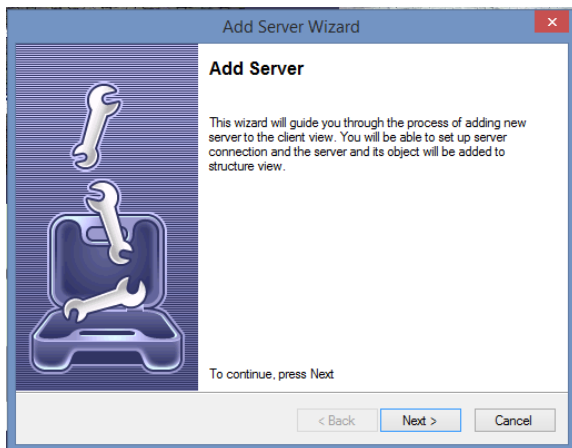 Add Server Wizard
Add Server
This wizard will guide you through the process of adding new
server to the client view. You will be able to set up server
connection and the server and its object will be added to
structure view.
To continue, press Next
< Back Next > Cancel